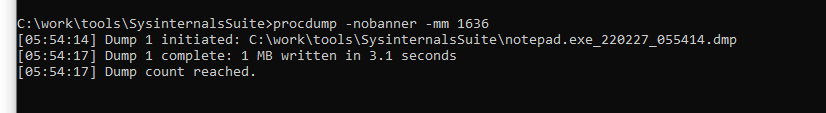 C:\work\tools\SysinternalsSuite>procdump -nobanner -mm 1636
[05:54:14] Dump 1 initiated: C:\work\tools\SysinternalsSuite\notepad.exe_220227_055414.dmp
[05:54:17] Dump 1 complete: 1 MB written in 3.1 seconds
[05:54:17] Dump count reached.